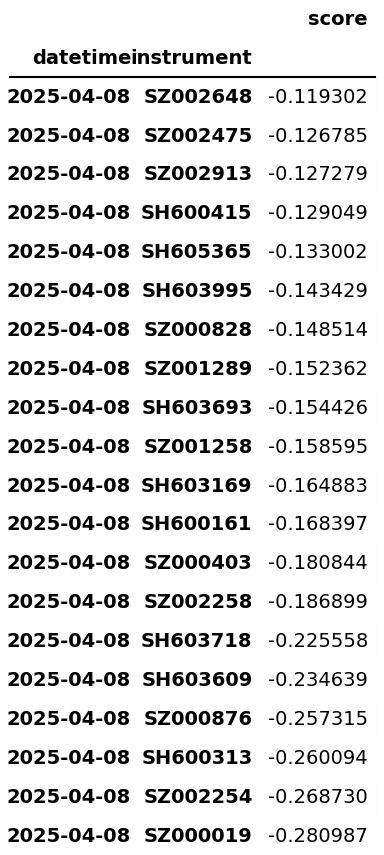 score
datetime instrument
2025-04-08 SZ002648 -0.119302
2025-04-08 SZ002475 -0.126785
2025-04-08 SZ002913 -0.127279
2025-04-08 SH600415 -0.129049
2025-04-08 SH605365 -0.133002
2025-04-08 SH603995 -0.143429
2025-04-08 SZ000828 -0.148514
2025-04-08 SZ001289 -0.152362
2025-04-08 SH603693 -0.154426
2025-04-08 SZ001258 -0.158595
2025-04-08 SH603169 -0.164883
2025-04-08 SH600161 -0.168397
2025-04-08 SZ000403 -0.180844
2025-04-08 SZ002258 -0.186899
2025-04-08 SH603718 -0.225558
2025-04-08 SH603609 -0.234639
2025-04-08 SZ000876 -0.257315
2025-04-08 SH600313 -0.260094
2025-04-08 SZ002254 -0.268730
2025-04-08 SZ000019 -0.280987